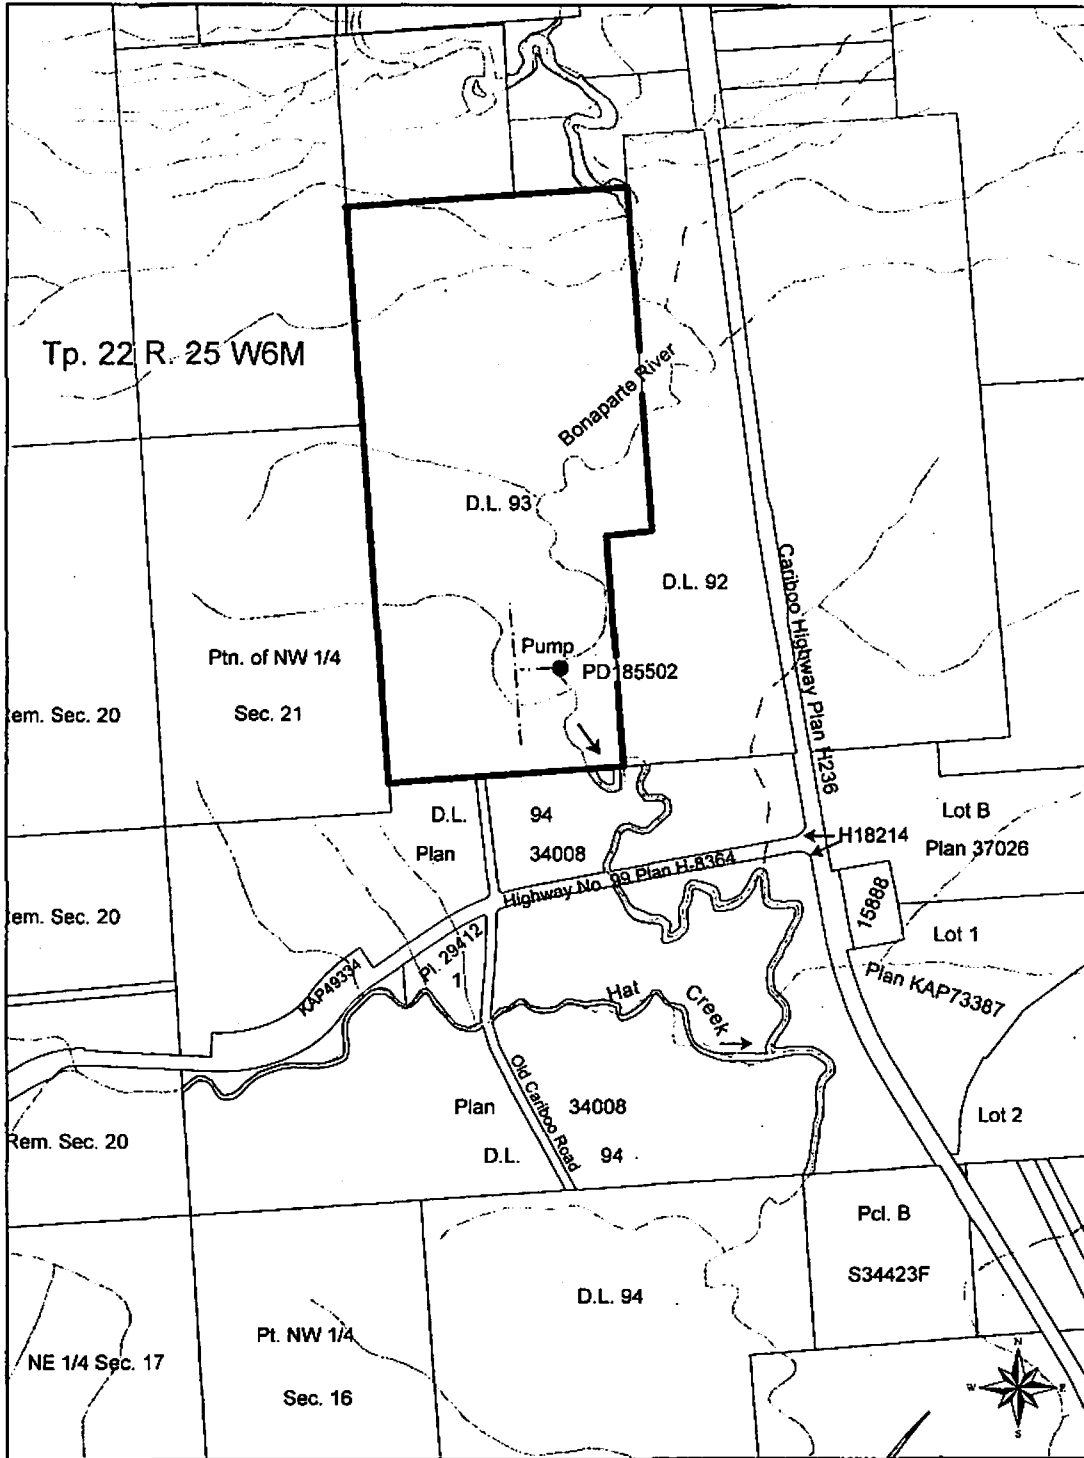 Tp. 22 R. 25 W6M
Bonaparte River
D.L. 93
D.L. 92
Cariboo Highway Plan H236
Pump
PD185502
Ptn. of NW 1/4
Sec. 21
em. Sec. 20
D.L. 94
Plan 34008
Lot B
Plan 37026
H18214
Highway No. 99 Plan H-8364
15888
em. Sec. 20
Lot 1
Plan KAP73387
KAP49334
Pl. 29412
1
Hat Creek
Old Cariboo Road
Plan 34008
D.L. 94
Lot 2
Rem. Sec. 20
Pcl. B
S34423F
D.L. 94
Pt. NW 1/4
Sec. 16
NE 1/4 Sec. 17
N
W E
S